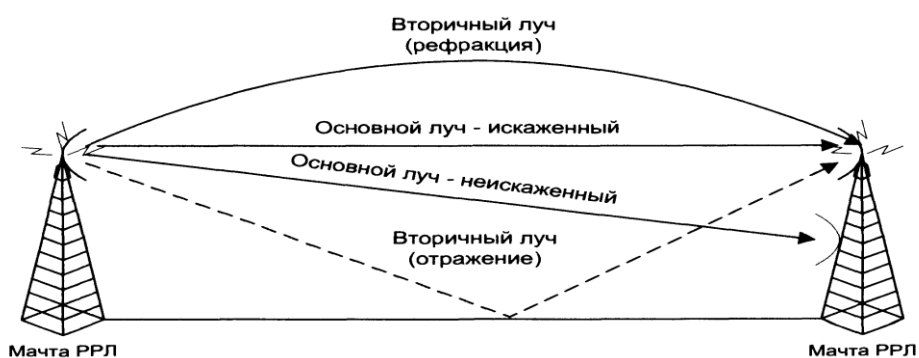 Вторичный луч
(рефракция)
Основной луч - искаженный
Основной луч - неискаженный
Вторичный луч
(отражение)
Мачта РРЛ
Мачта РРЛ